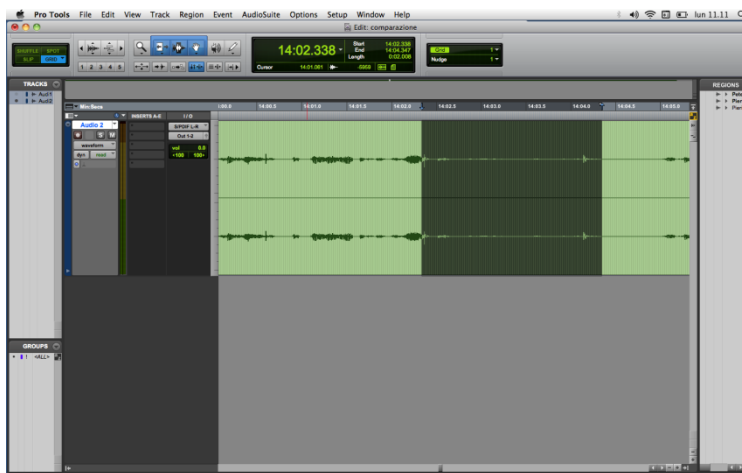 Pro Tools File Edit View Track Region Event AudioSuite Options Setup Window Help lun 11.11
Edit: comparazione
SHUFFLE SPOT
SLIP GRID
1 2 3 4 5
14:02.338
Start 14:02.338
End 14:04.347
Length 0:02.008
Cursor 14:01.001
Grid 1
Nudge 1
TRACKS
Aud1
Aud2
REGIONS
Min:Secs
14:00.5 14:01.0 14:01.5 14:02.0 14:02.5 14:03.0 14:03.5 14:04.0 14:04.5 14:05.0
INSERTS A-E I / O
Audio 2 S/PDIF L-R
S M Out 1-2
waveform vol 0.0
dyn read 100 100
GROUPS
1 <ALL>